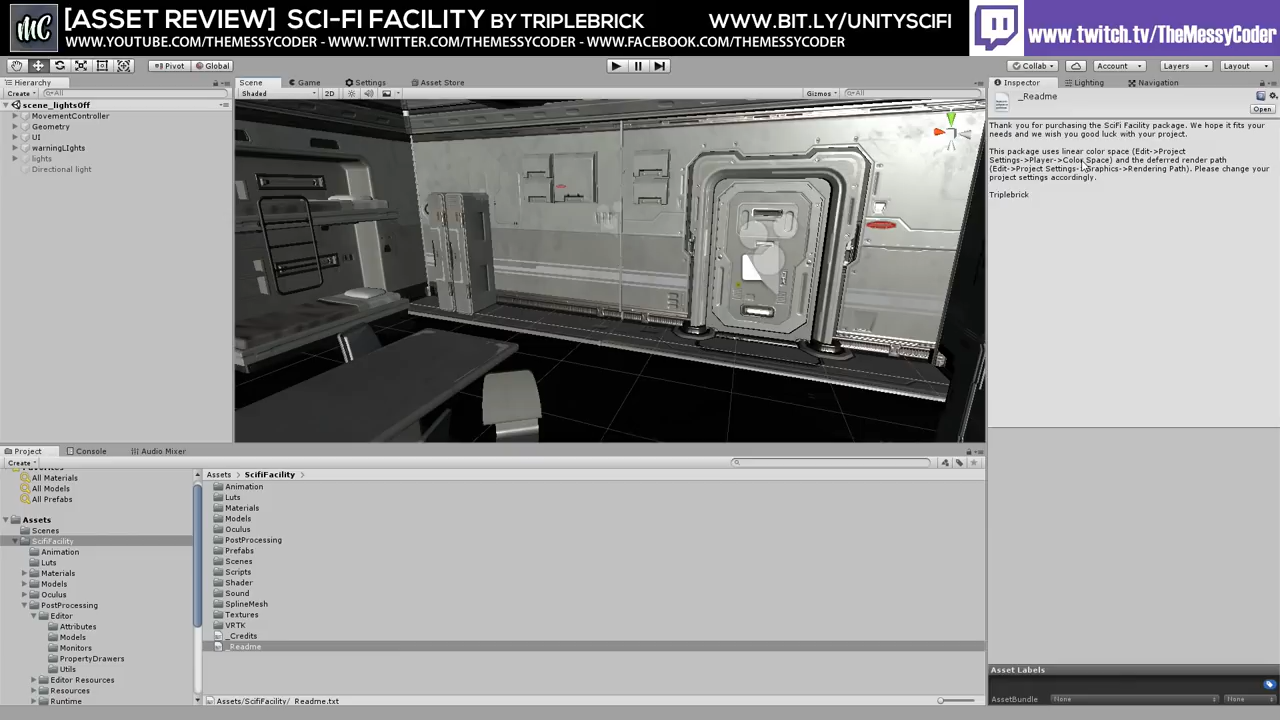 mc
[ASSET REVIEW] SCI-FI FACILITY BY TRIPLEBRICK
WWW.BIT.LY/UNITYSCIFI
WWW.YOUTUBE.COM/THEMESSYCODER - WWW.TWITTER.COM/THEMESSYCODER - WWW.FACEBOOK.COM/THEMESSYCODER
www.twitch.tv/TheMessyCoder
Pivot
Global
Collab
Account
Layers
Layout
Hierarchy
Create
All
scene_lightsOff
MovementController
Geometry
UI
warningLIghts
lights
Directional light
Scene
Game
Settings
Asset Store
Shaded
2D
Gizmos
All
Inspector
Lighting
Navigation
_Readme
Open
Thank you for purchasing the SciFi Facility package. We hope it fits your
needs and we wish you good luck with your project.
This package uses linear color space (Edit->Project
Settings->Player->Color Space) and the deferred render path
(Edit->Project Settings->Graphics->Rendering Path). Please change your
project settings accordingly.
Triplebrick
Project
Console
Audio Mixer
Create
Favorites
All Materials
All Models
All Prefabs
Assets
Scenes
ScifiFacility
Animation
Luts
Materials
Models
Oculus
PostProcessing
Editor
Attributes
Models
Monitors
PropertyDrawers
Utils
Editor Resources
Resources
Runtime
Assets
ScifiFacility
Animation
Luts
Materials
Models
Oculus
PostProcessing
Prefabs
Scenes
Scripts
Shader
Sound
SplineMesh
Textures
VRTK
_Credits
_Readme
Assets/ScifiFacility/_Readme.txt
Asset Labels
AssetBundle
None
None